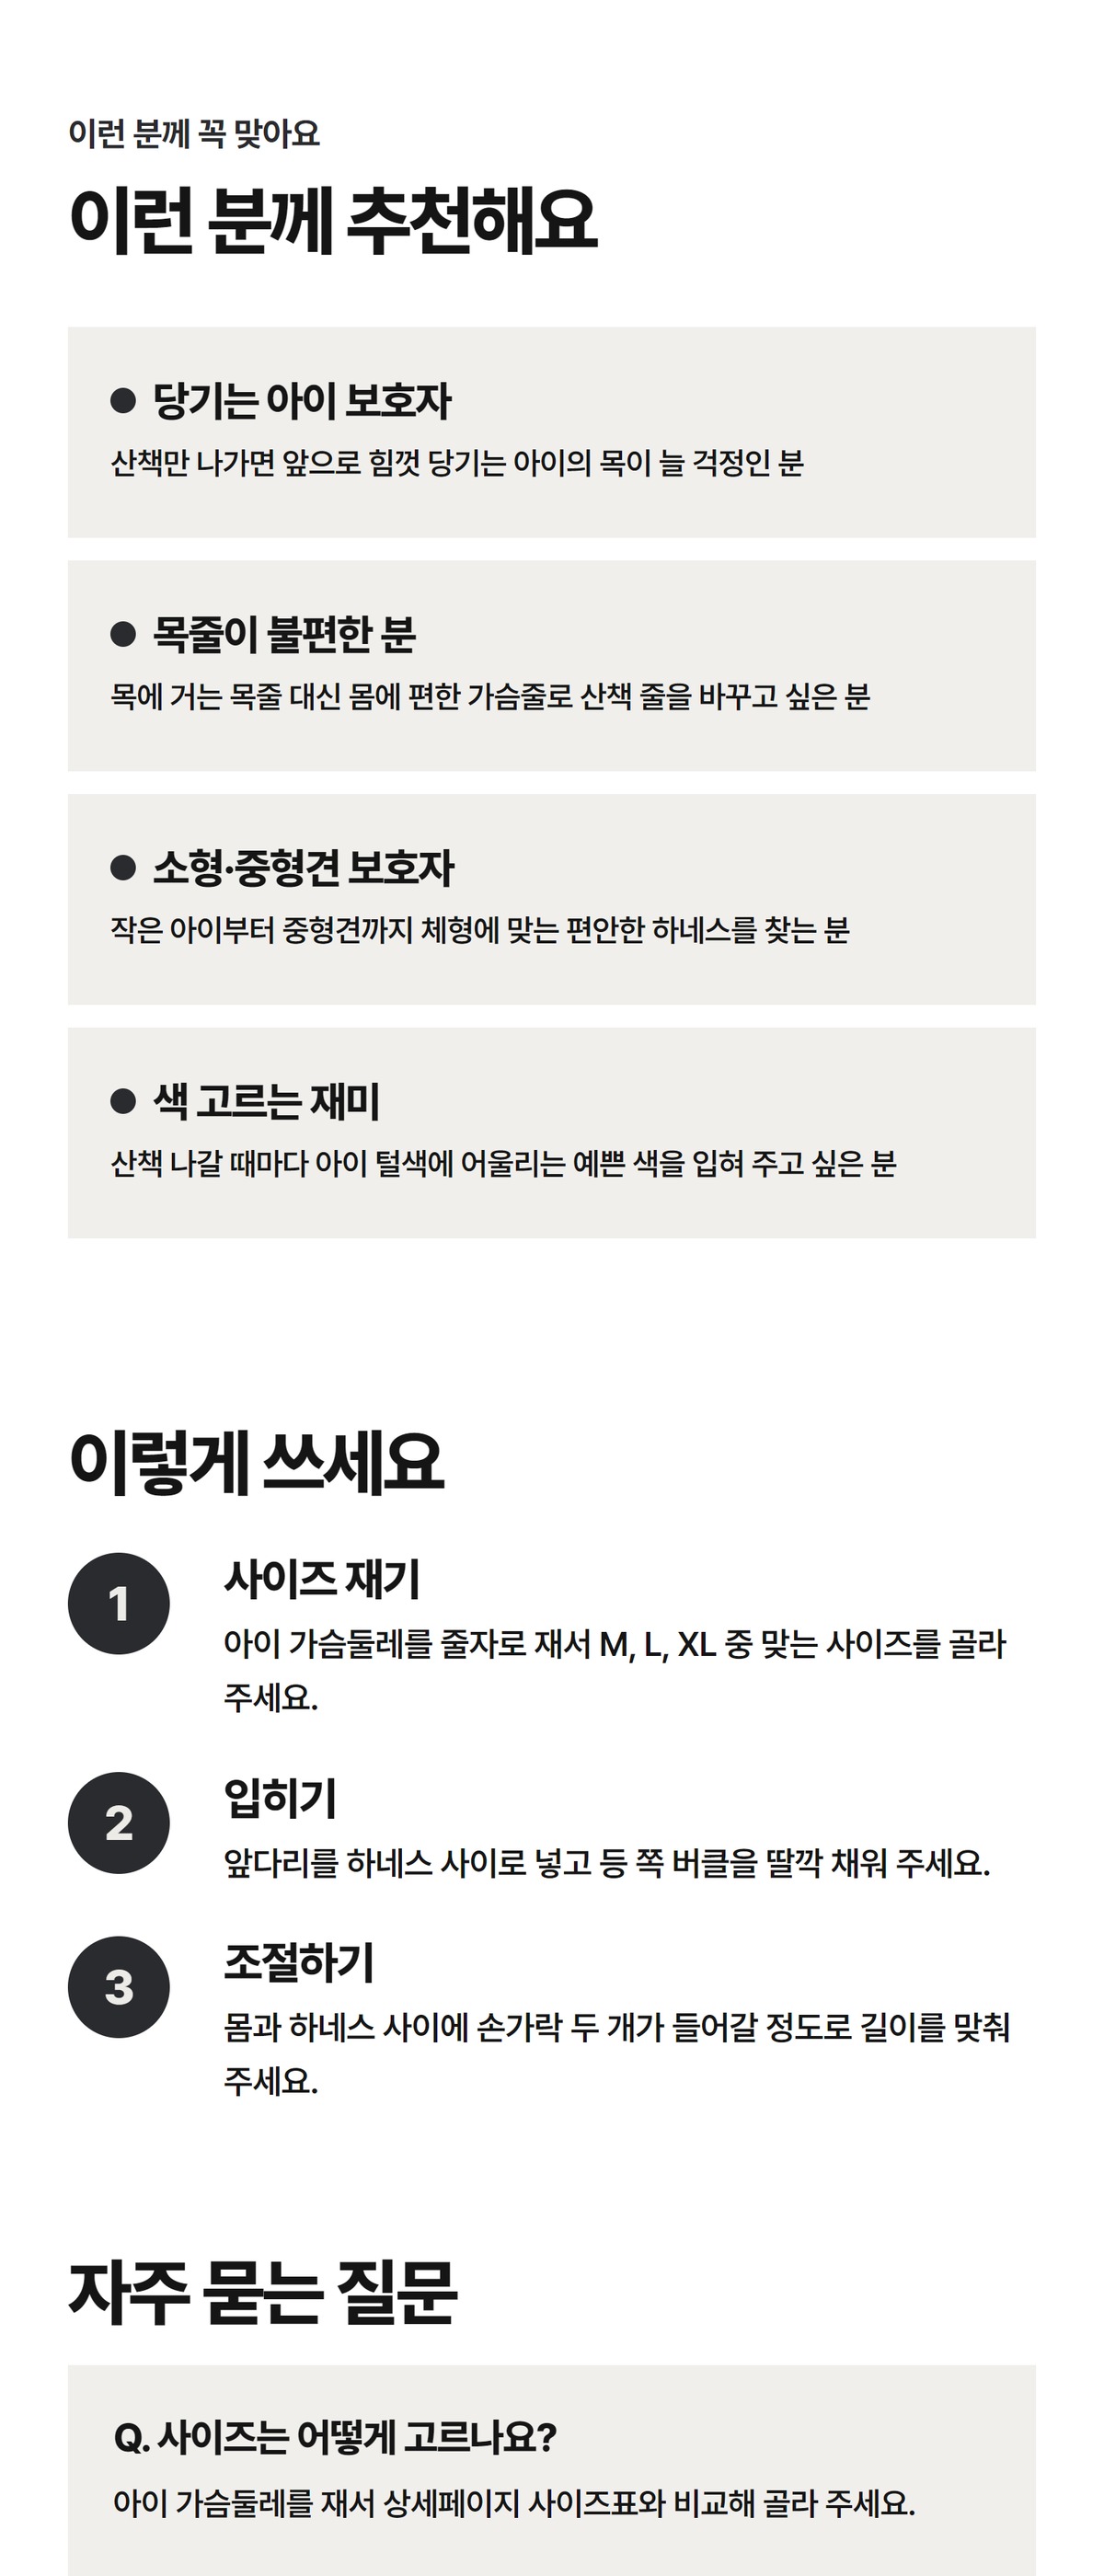 이런 분께 꼭 맞아요
이런 분께 추천해요
당기는 아이 보호자
산책만 나가면 앞으로 힘껏 당기는 아이의 목이 늘 걱정인 분
목줄이 불편한 분
목에 거는 목줄 대신 몸에 편한 가슴줄로 산책 줄을 바꾸고 싶은 분
소형·중형견 보호자
작은 아이부터 중형견까지 체형에 맞는 편안한 하네스를 찾는 분
색 고르는 재미
산책 나갈 때마다 아이 털색에 어울리는 예쁜 색을 입혀 주고 싶은 분
이렇게 쓰세요
1
사이즈 재기
아이 가슴둘레를 줄자로 재서 M, L, XL 중 맞는 사이즈를 골라
주세요.
2
입히기
앞다리를 하네스 사이로 넣고 등 쪽 버클을 딸깍 채워 주세요.
3
조절하기
몸과 하네스 사이에 손가락 두 개가 들어갈 정도로 길이를 맞춰
주세요.
자주 묻는 질문
Q. 사이즈는 어떻게 고르나요?
아이 가슴둘레를 재서 상세페이지 사이즈표와 비교해 골라 주세요.